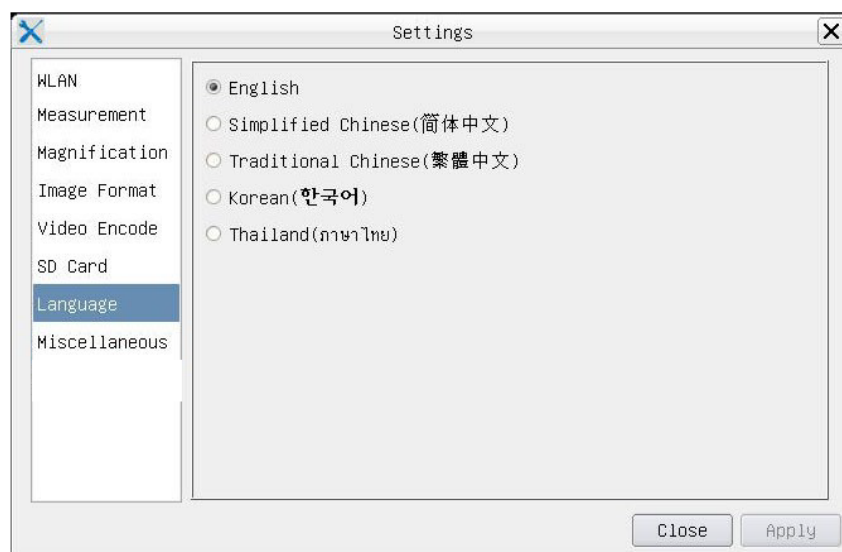 Settings
WLAN
Measurement
Magnification
Image Format
Video Encode
SD Card
Language
Miscellaneous
English
Simplified Chinese(简体中文)
Traditional Chinese(繁體中文)
Korean(한국어)
Thailand(ภาษาไทย)
Close
Apply